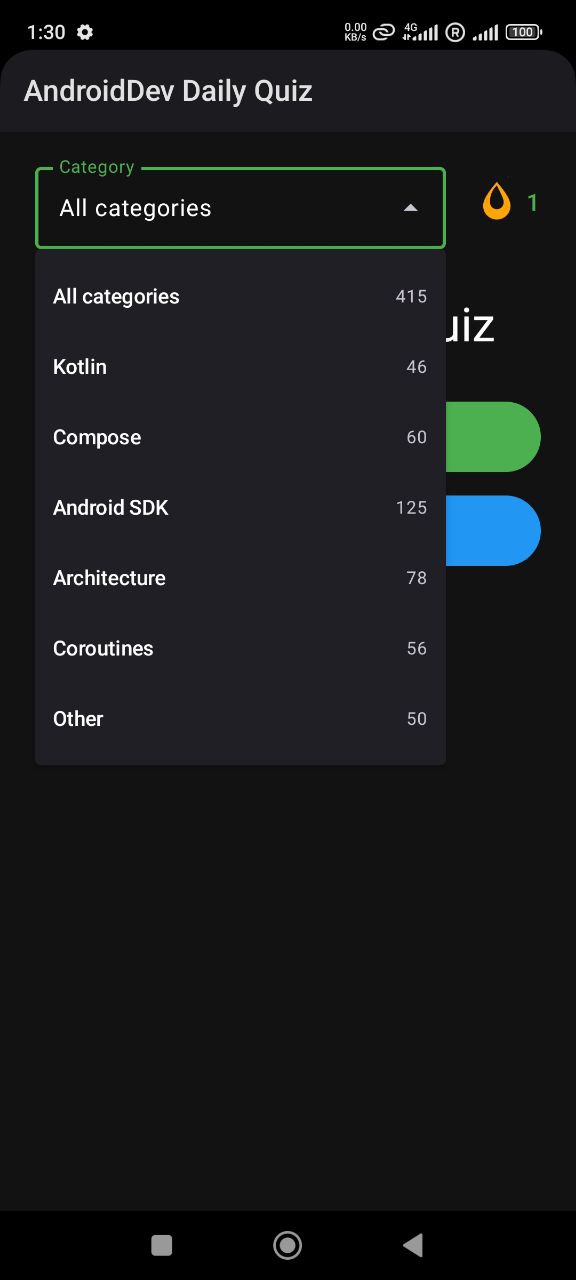 1:30
0.00
KB/s
4G
R
100
AndroidDev Daily Quiz
Category
All categories
1
All categories 415
uiz
Kotlin 46
Compose 60
Android SDK 125
Architecture 78
Coroutines 56
Other 50